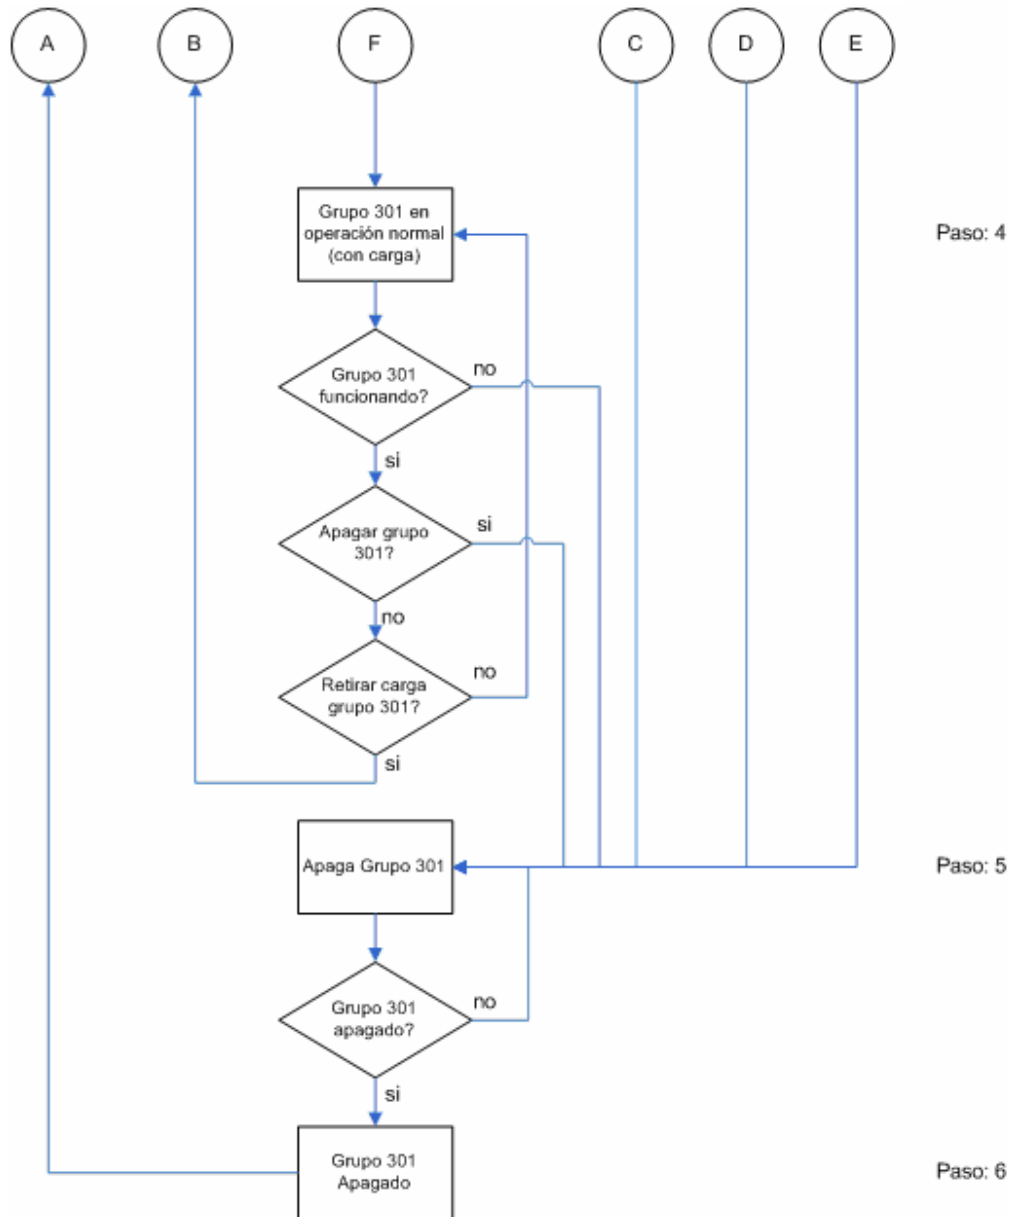 A
B
F
C
D
E
Grupo 301 en
operación normal
(con carga)
Paso: 4
Grupo 301
funcionando?
no
si
Apagar grupo
301?
si
no
Retirar carga
grupo 301?
no
si
Apaga Grupo 301
Paso: 5
Grupo 301
apagado?
no
si
Grupo 301
Apagado
Paso: 6